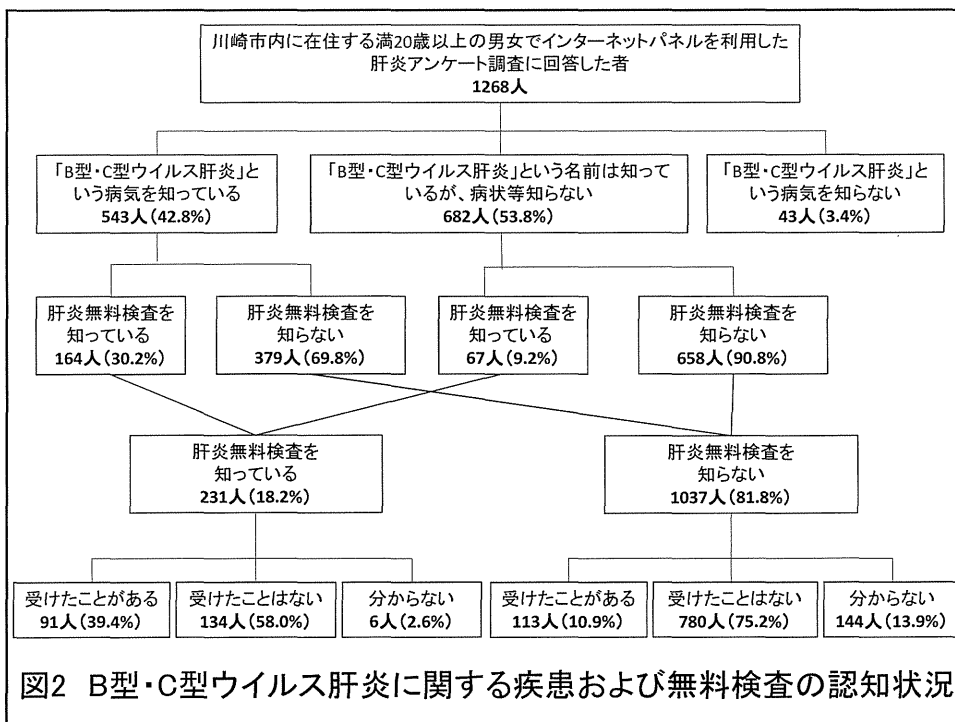 川崎市内に在住する満20歳以上の男女でインターネットパネルを利用した
肝炎アンケート調査に回答した者
1268人
「B型・C型ウイルス肝炎」と
いう病気を知っている
543人(42.8%)
「B型・C型ウイルス肝炎」という名前は知って
いるが、病状等知らない
682人(53.8%)
「B型・C型ウイルス肝炎」
という病気を知らない
43人(3.4%)
肝炎無料検査を
知っている
164人(30.2%)
肝炎無料検査を
知らない
379人(69.8%)
肝炎無料検査を
知っている
67人(9.2%)
肝炎無料検査を
知らない
658人(90.8%)
肝炎無料検査を
知っている
231人(18.2%)
肝炎無料検査を
知らない
1037人(81.8%)
受けたことがある
91人(39.4%)
受けたことはない
134人(58.0%)
分からない
6人(2.6%)
受けたことがある
113人(10.9%)
受けたことはない
780人(75.2%)
分からない
144人(13.9%)
図2 B型・C型ウイルス肝炎に関する疾患および無料検査の認知状況